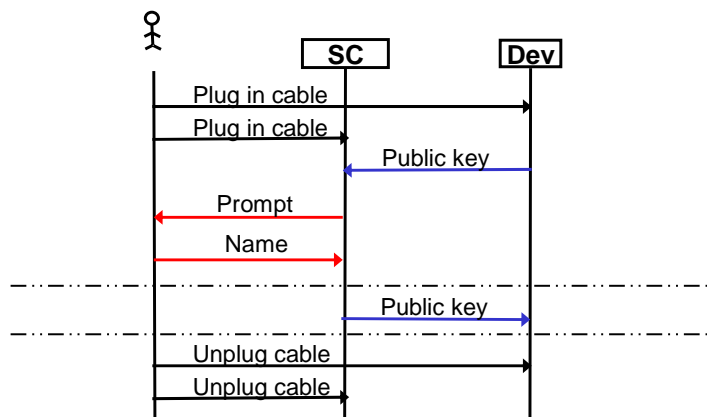 SC
Dev
Plug in cable
Plug in cable
Public key
Prompt
Name
Public key
Unplug cable
Unplug cable